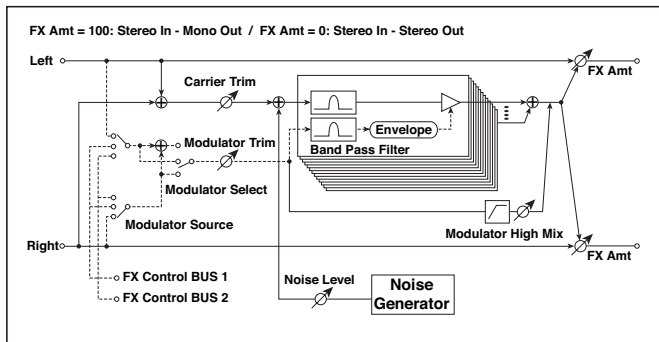 FX Amt = 100: Stereo In - Mono Out / FX Amt = 0: Stereo In - Stereo Out
Left
FX Amt
Carrier Trim
Envelope
Band Pass Filter
Modulator Trim
Modulator Select
Modulator Source
Modulator High Mix
Right
FX Amt
FX Control BUS 1
FX Control BUS 2
Noise Level
Noise
Generator